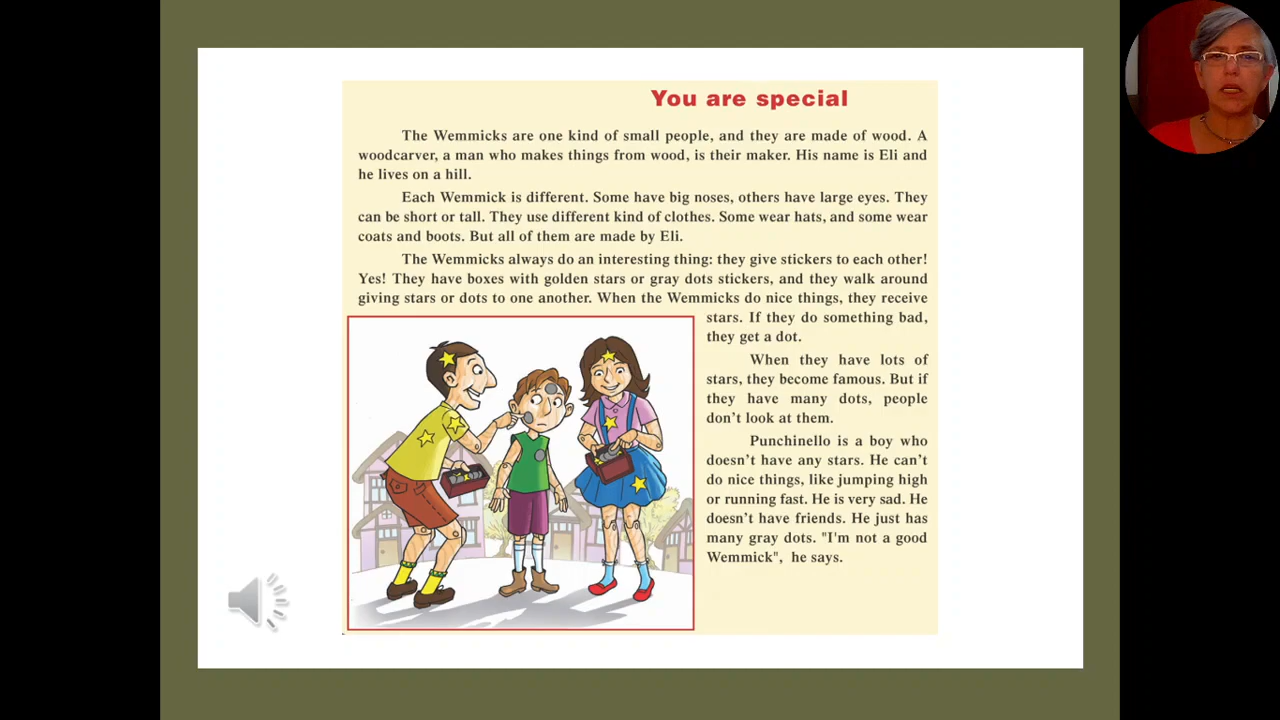 You are special
The Wemmicks are one kind of small people, and they are made of wood. A
woodcarver, a man who makes things from wood, is their maker. His name is Eli and
he lives on a hill.
Each Wemmick is different. Some have big noses, others have large eyes. They
can be short or tall. They use different kind of clothes. Some wear hats, and some wear
coats and boots. But all of them are made by Eli.
The Wemmicks always do an interesting thing: they give stickers to each other!
Yes! They have boxes with golden stars or gray dots stickers, and they walk around
giving stars or dots to one another. When the Wemmicks do nice things, they receive
stars. If they do something bad,
they get a dot.
When they have lots of
stars, they become famous. But if
they have many dots, people
don't look at them.
Punchinello is a boy who
doesn't have any stars. He can't
do nice things, like jumping high
or running fast. He is very sad. He
doesn't have friends. He just has
many gray dots. "I'm not a good
Wemmick", he says.